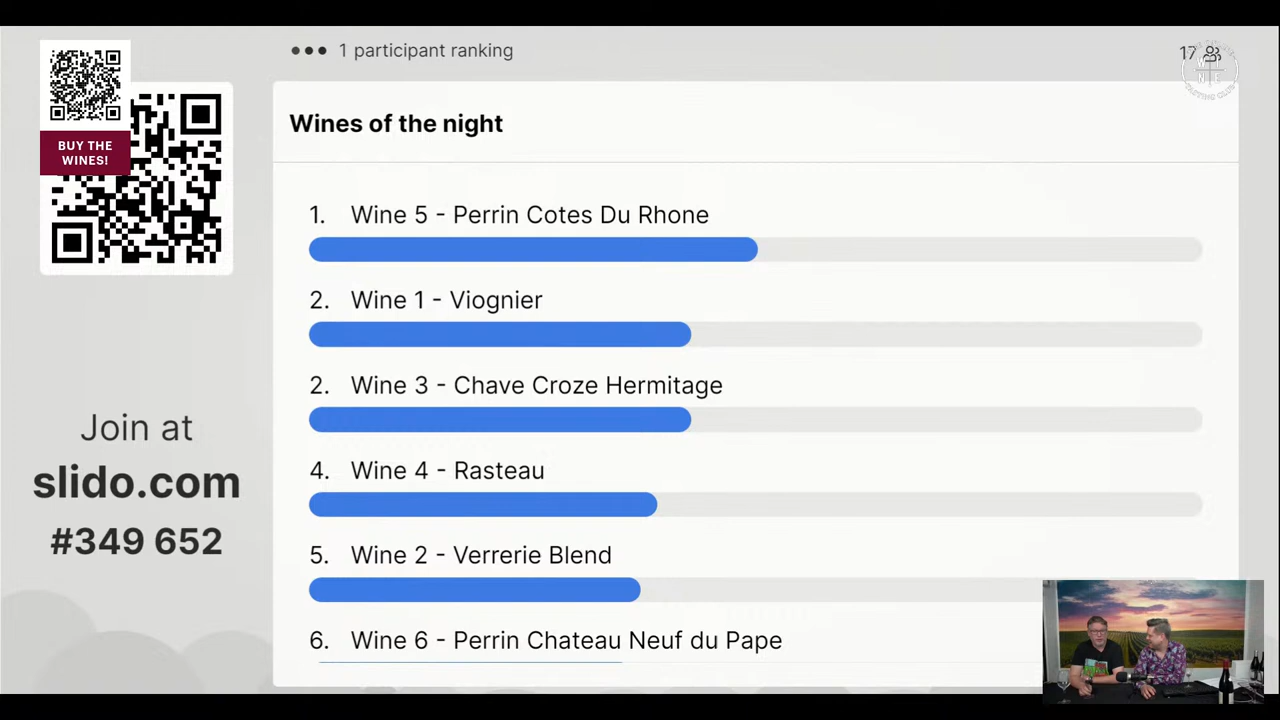 1 participant ranking
17
BUY THE
WINES!
Wines of the night
1. Wine 5 - Perrin Cotes Du Rhone
2. Wine 1 - Viognier
2. Wine 3 - Chave Croze Hermitage
4. Wine 4 - Rasteau
5. Wine 2 - Verrerie Blend
6. Wine 6 - Perrin Chateau Neuf du Pape
Join at
slido.com
#349 652